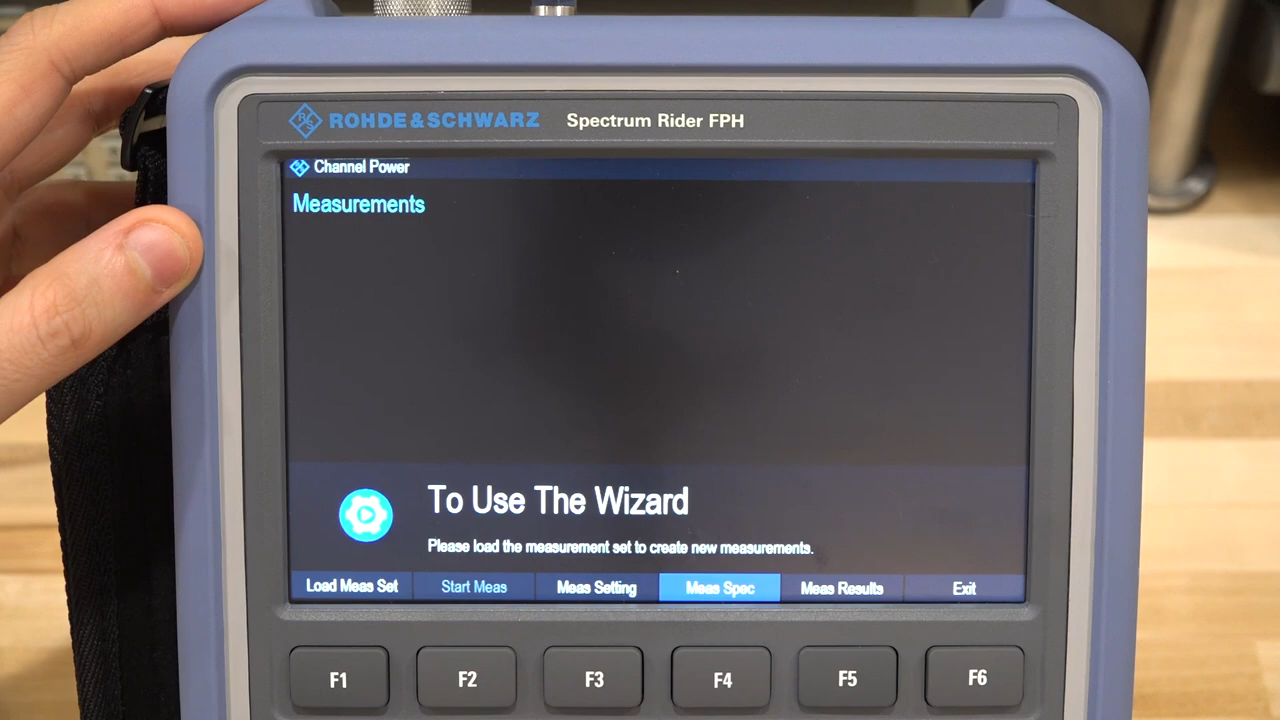 ROHDE & SCHWARZ Spectrum Rider FPH
Channel Power
Measurements
To Use The Wizard
Please load the measurement set to create new measurements.
Load Meas Set Start Meas Meas Setting Meas Spec Meas Results Exit
F1 F2 F3 F4 F5 F6